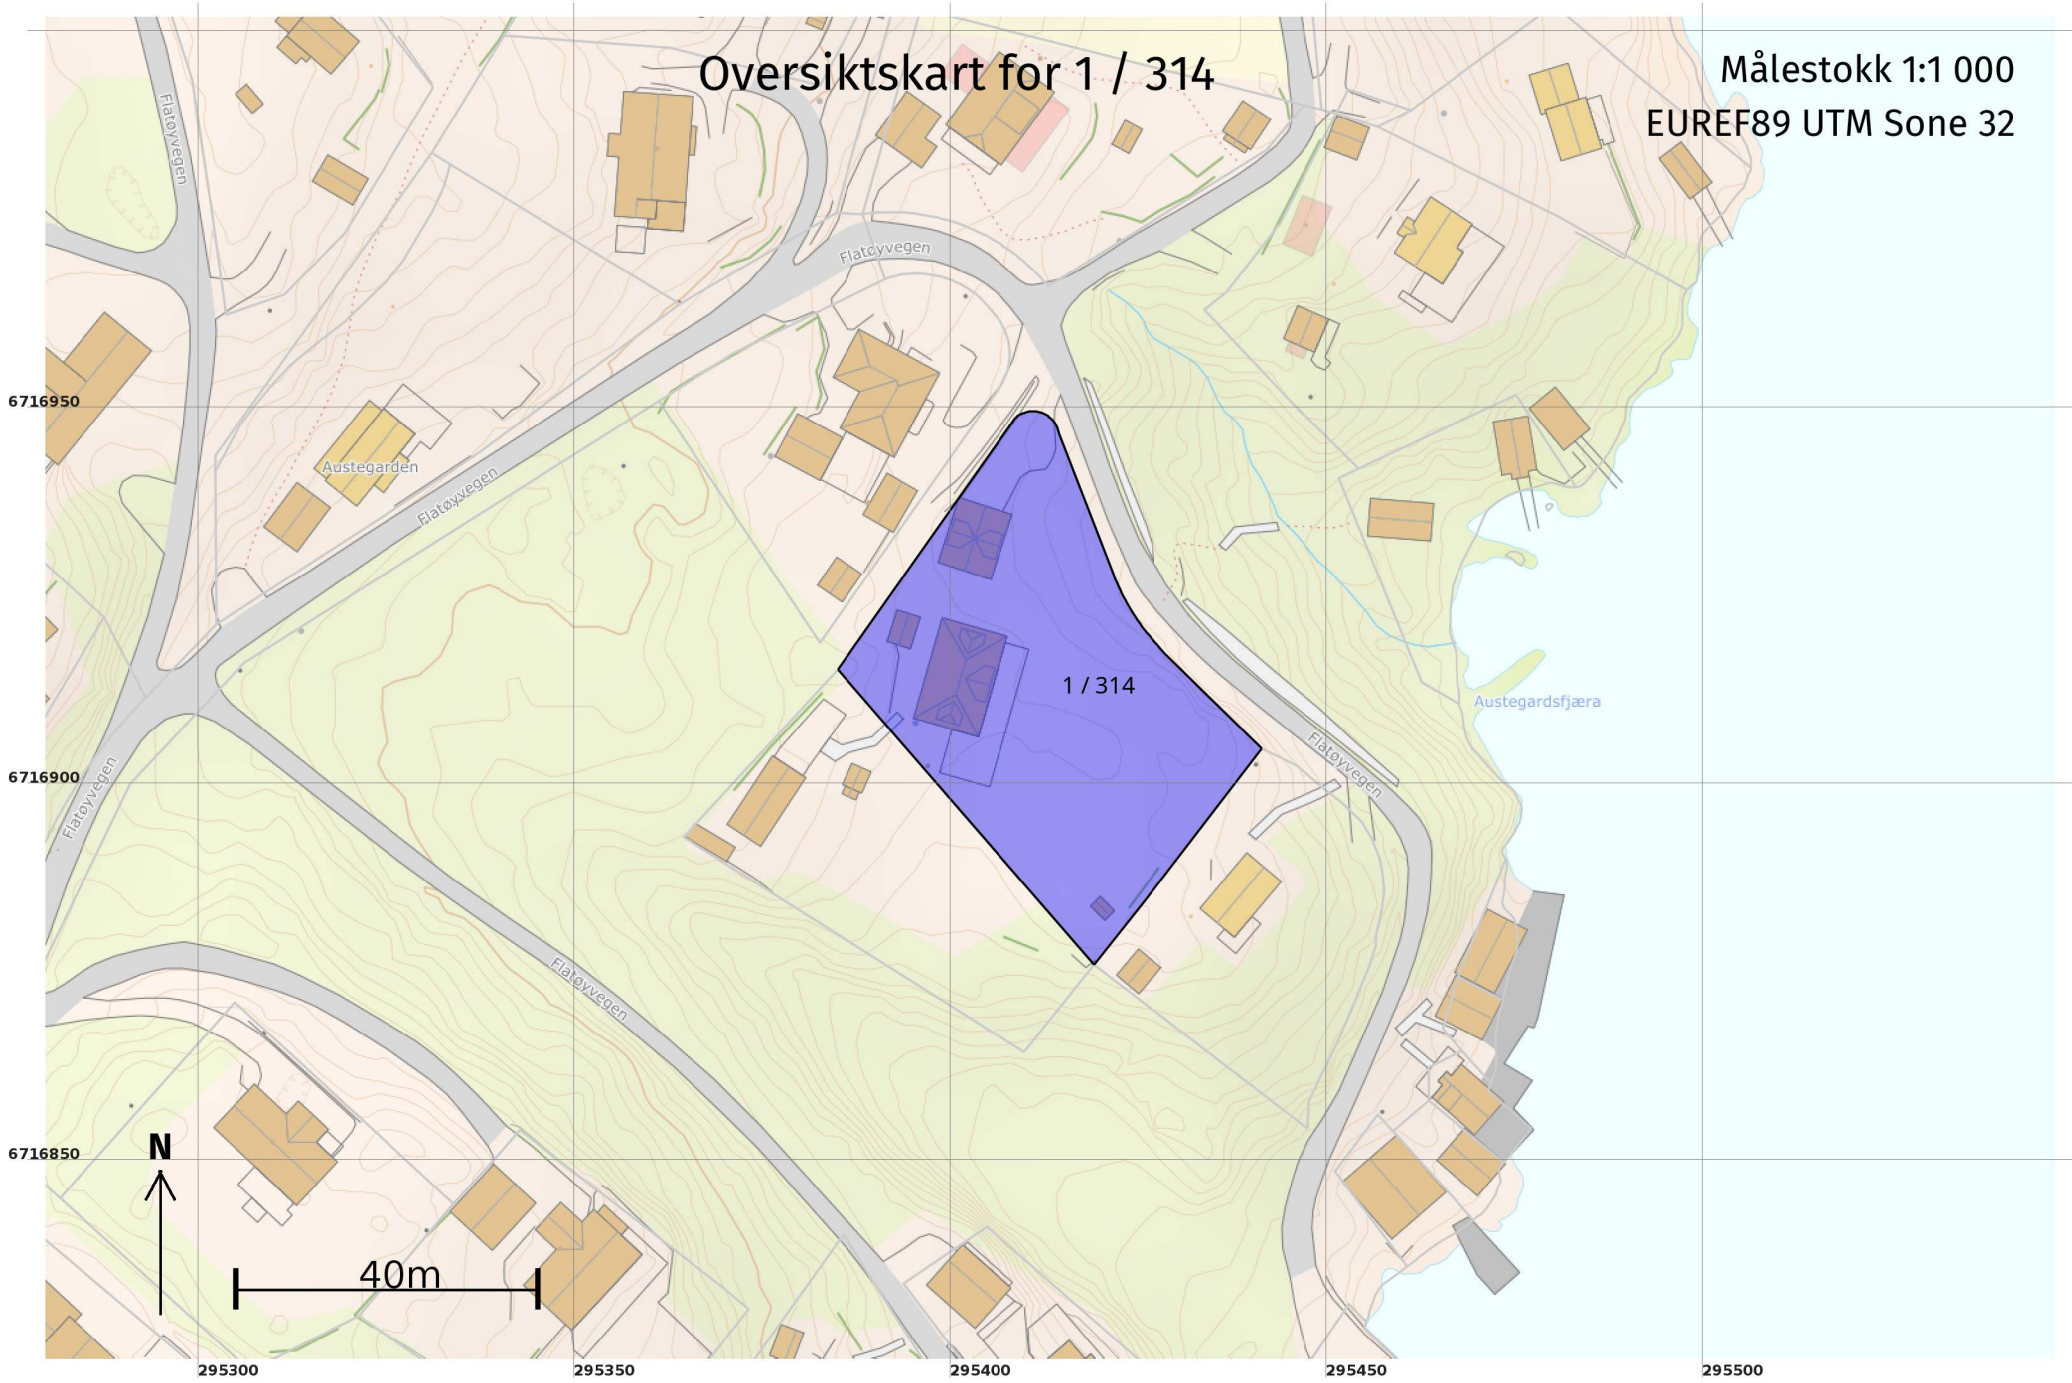 Oversiktskart for 1 / 314
Målestokk 1:1 000
EUREF89 UTM Sone 32
Flatøyvegen
Flatøyvegen
6716950
Austegarden
Flatøyvegen
1 / 314
Austegardsfjæra
Flatøyvegen
6716900
Flatøyvegen
Flatøyvegen
6716850
N
40m
295300
295350
295400
295450
295500